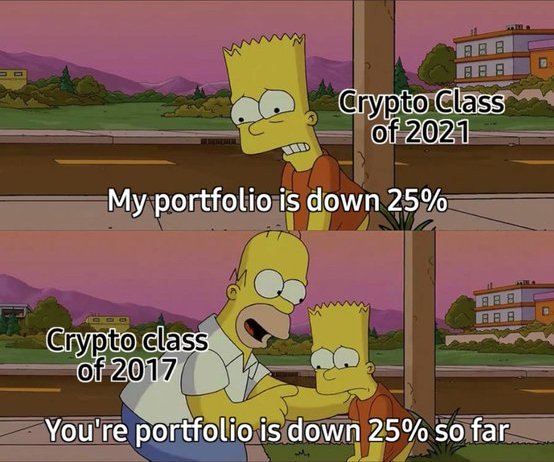 Crypto Class
of 2021
My portfolio is down 25%
Crypto class
of 2017
You're portfolio is down 25% so far